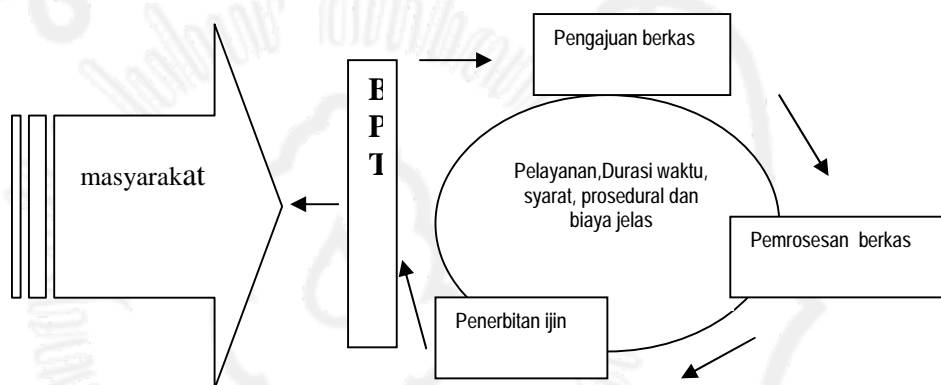 Pengajuan berkas
B
P
T
masyarakat
Pelayanan,Durasi waktu,
syarat, prosedural dan
biaya jelas
Pemrosesan berkas
Penerbitan ijin